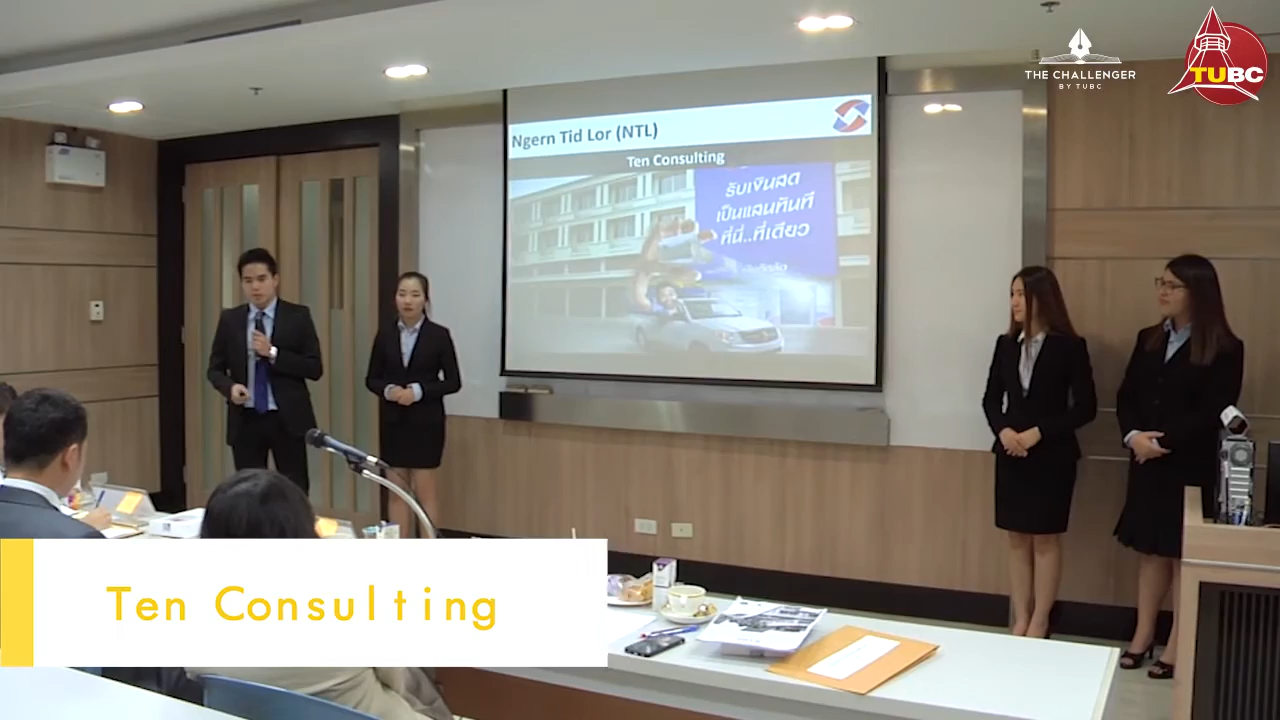 THE CHALLENGER
BY TUBC
TUBC
Ngern Tid Lor (NTL)
Ten Consulting
รับเงินสด
เป็นแสนทันที
ที่นี่..ที่เดียว
Ten Consulting